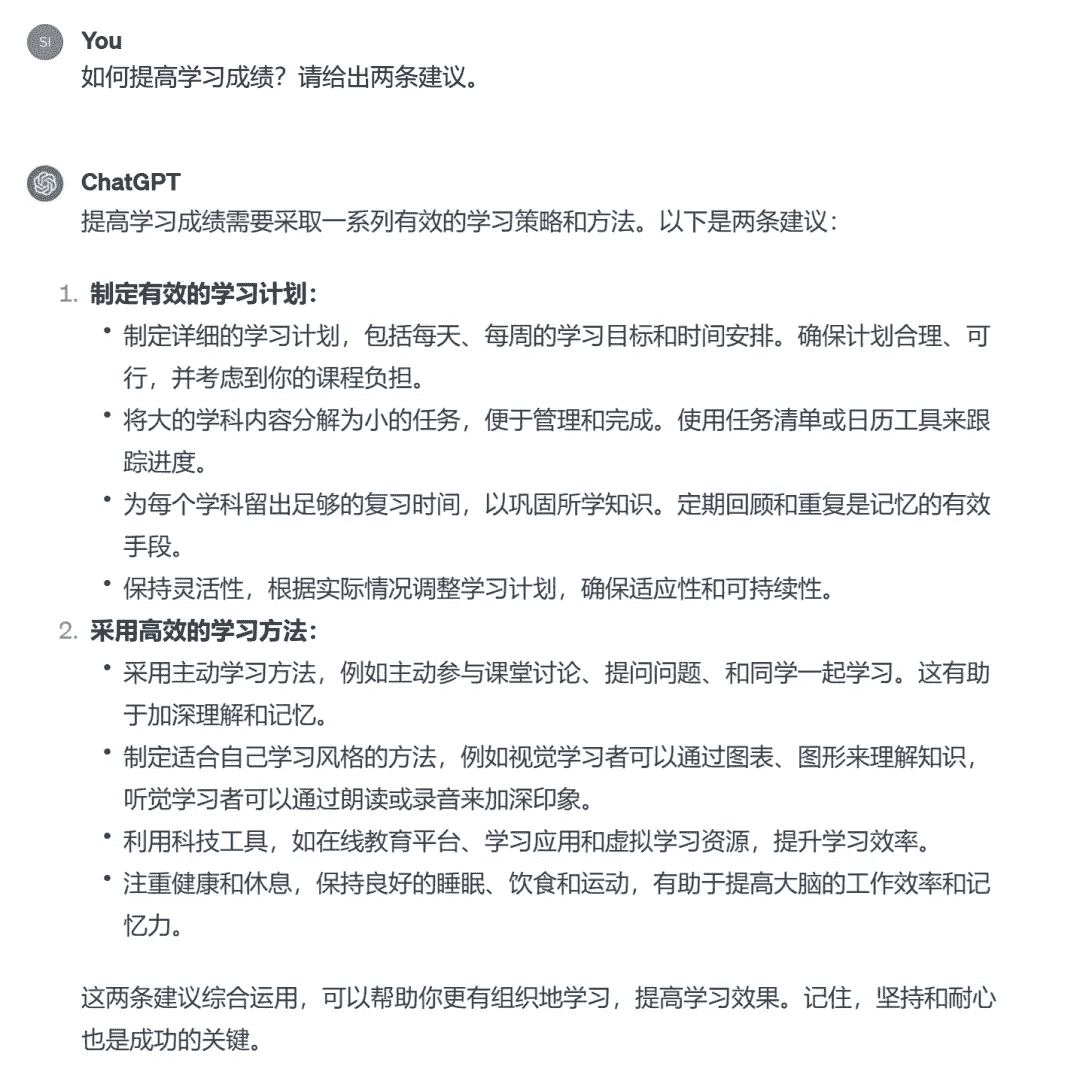 SI
You
如何提高学习成绩？请给出两条建议。
ChatGPT
提高学习成绩需要采取一系列有效的学习策略和方法。以下是两条建议：
1. 制定有效的学习计划：
• 制定详细的学习计划，包括每天、每周的学习目标和时间安排。确保计划合理、可
行，并考虑到你的课程负担。
• 将大的学科内容分解为小的任务，便于管理和完成。使用任务清单或日历工具来跟
踪进度。
• 为每个学科留出足够的复习时间，以巩固所学知识。定期回顾和重复是记忆的有效
手段。
• 保持灵活性，根据实际情况调整学习计划，确保适应性和可持续性。
2. 采用高效的学习方法：
• 采用主动学习方法，例如主动参与课堂讨论、提问问题、和同学一起学习。这有助
于加深理解和记忆。
• 制定适合自己学习风格的方法，例如视觉学习者可以通过图表、图形来理解知识，
听觉学习者可以通过朗读或录音来加深印象。
• 利用科技工具，如在线教育平台、学习应用和虚拟学习资源，提升学习效率。
• 注重健康和休息，保持良好的睡眠、饮食和运动，有助于提高大脑的工作效率和记
忆力。
这两条建议综合运用，可以帮助你更有组织地学习，提高学习效果。记住，坚持和耐心
也是成功的关键。